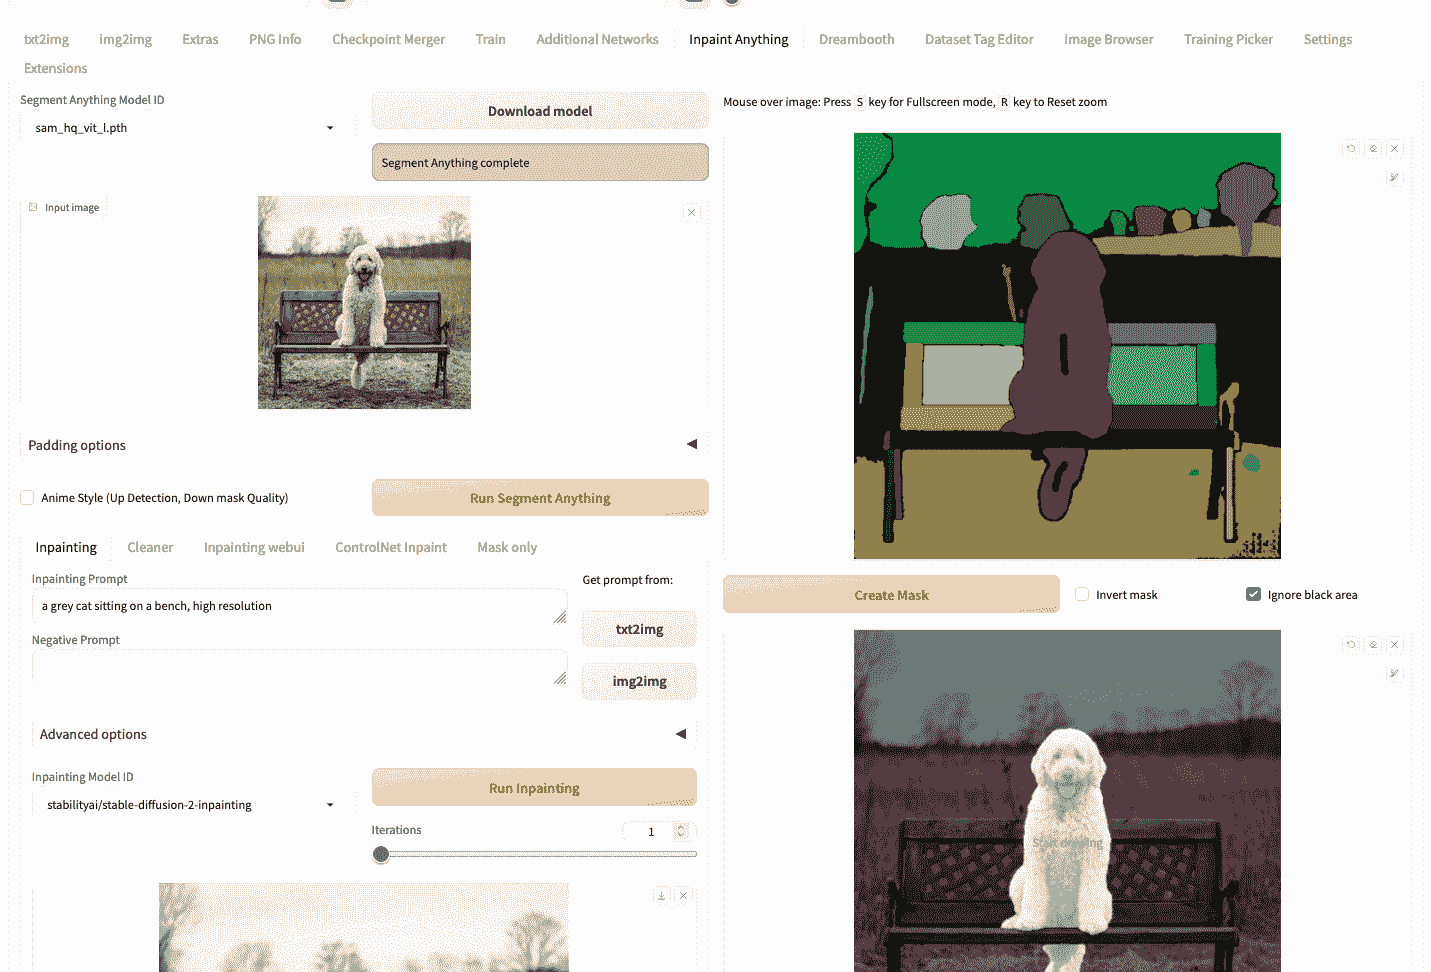 txt2img img2img Extras PNG Info Checkpoint Merger Train Additional Networks Inpaint Anything Dreambooth Dataset Tag Editor Image Browser Training Picker Settings
Extensions
Segment Anything Model ID
sam_hq_vit_l.pth
Download model
Segment Anything complete
Input image
Padding options
Anime Style (Up Detection, Down mask Quality)
Run Segment Anything
Inpainting Cleaner Inpainting webui ControlNet Inpaint Mask only
Inpainting Prompt
a grey cat sitting on a bench, high resolution
Negative Prompt
Get prompt from:
txt2img
img2img
Advanced options
Inpainting Model ID
stabilityai/stable-diffusion-2-inpainting
Run Inpainting
Iterations
1
Mouse over image: Press S key for Fullscreen mode, R key to Reset zoom
Create Mask
Invert mask
Ignore black area
Start drawing